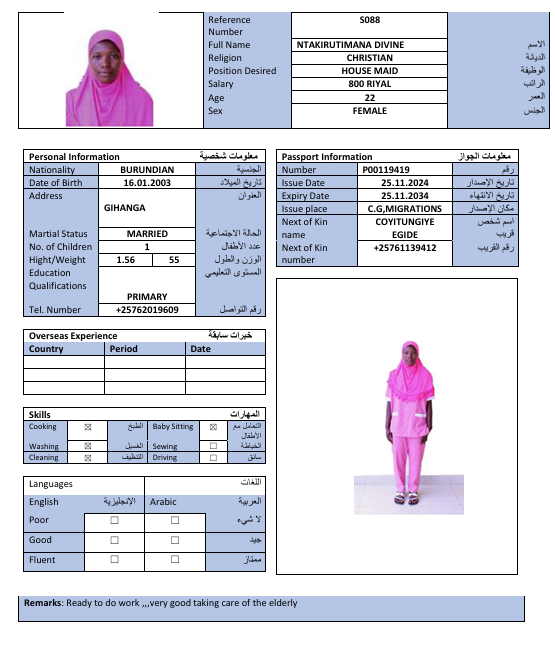 Reference Number S088
Full Name NTAKIRUTIMANA DIVINE الاسم
Religion CHRISTIAN الديانة
Position Desired HOUSE MAID الوظيفة
Salary 800 RIYAL الراتب
Age 22 العمر
Sex FEMALE الجنس
Personal Information معلومات شخصية
Nationality BURUNDIAN الجنسية
Date of Birth 16.01.2003 تاريخ الميلاد
Address GIHANGA العنوان
Martial Status MARRIED الحالة الاجتماعية
No. of Children 1 عدد الأطفال
Hight/Weight 1.56 55 الوزن والطول
Education Qualifications PRIMARY المستوى التعليمي
Tel. Number +25762019609 رقم التواصل
Passport Information معلومات الجواز
Number P00119419 رقم
Issue Date 25.11.2024 تاريخ الإصدار
Expiry Date 25.11.2034 تاريخ الانتهاء
Issue place C.G,MIGRATIONS مكان الإصدار
Next of Kin name COYITUNGIYE EGIDE اسم شخص قريب
Next of Kin number +25761139412 رقم القريب
Overseas Experience خبرات سابقة
Country Period Date
Skills المهارات
Cooking ☒ الطبخ Baby Sitting ☒ التعامل مع الأطفال
Washing ☒ الغسيل Sewing ☐ الخياطة
Cleaning ☒ التنظيف Driving ☐ سائق
Languages اللغات
English الإنجليزية Arabic العربية
Poor ☐ ☐ لا شيء
Good ☐ ☐ جيد
Fluent ☐ ☐ ممتاز
Remarks: Ready to do work ,,,very good taking care of the elderly